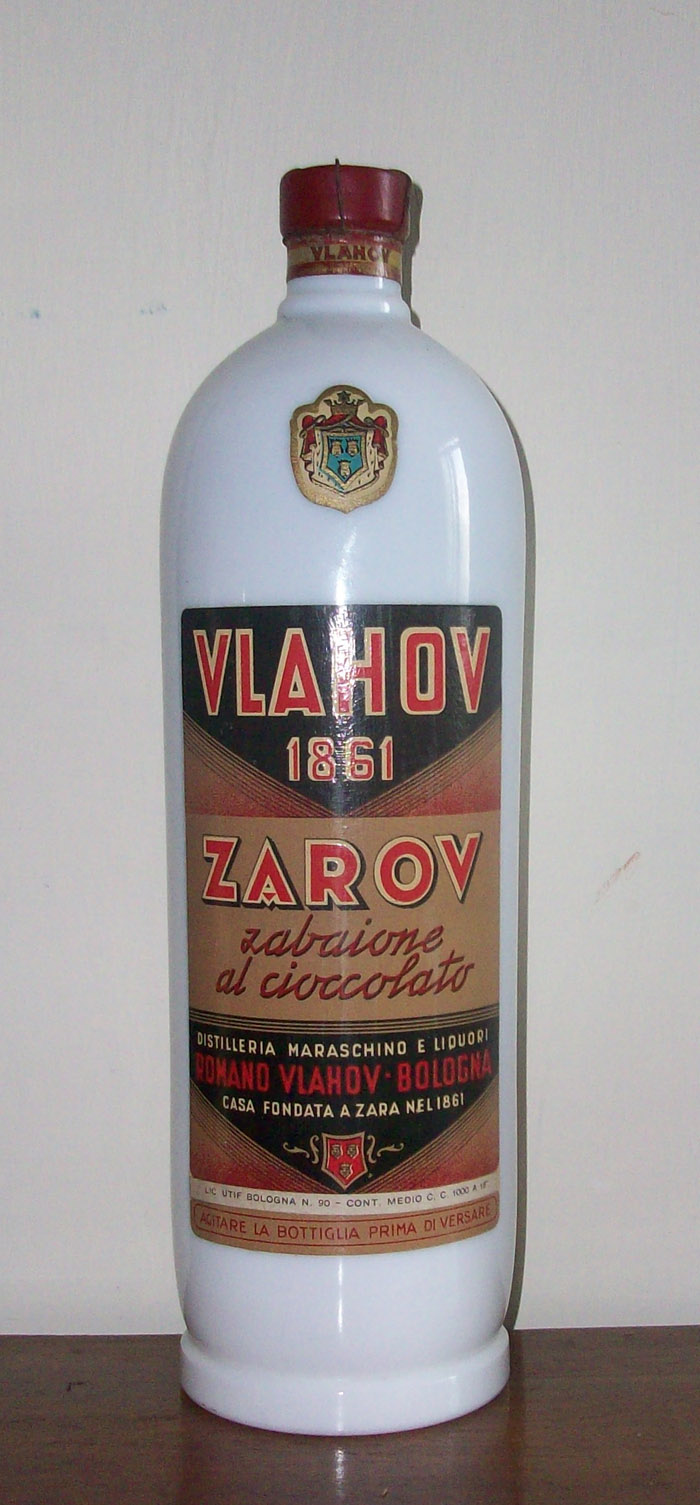 VLAHOV
VLAHOV
1861
ZAROV
zabaione
al cioccolato
DISTILLERIA MARASCHINO E LIQUORI
ROMANO VLAHOV · BOLOGNA
CASA FONDATA A ZARA NEL 1861
LIC. UTIF BOLOGNA N. 90 - CONT. MEDIO C. C. 1000 A 18°
AGITARE LA BOTTIGLIA PRIMA DI VERSARE